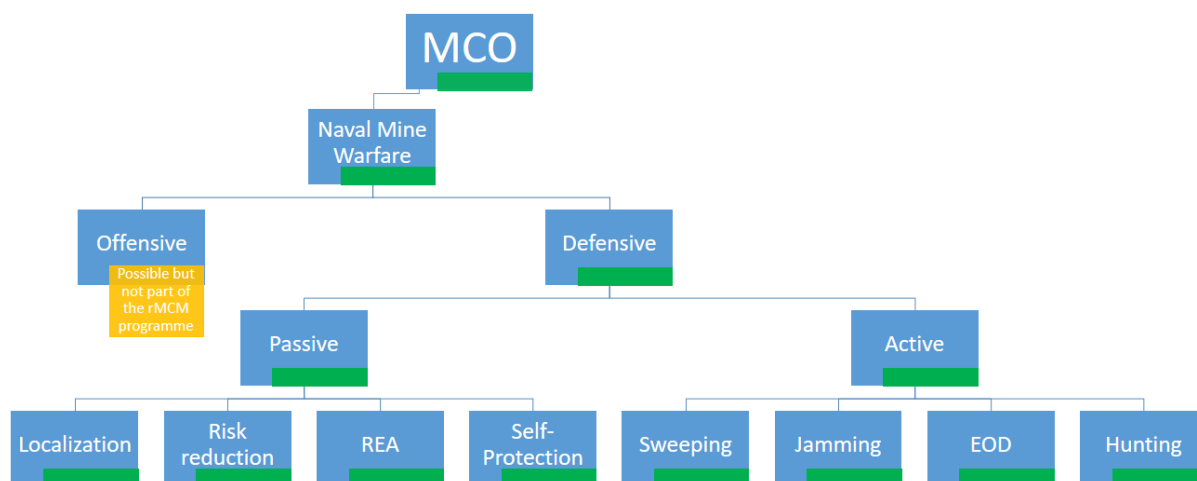 MCO
Naval Mine
Warfare
Offensive
Defensive
Possible but
not part of
the rMCM
programme
Passive
Active
Localization
Risk
reduction
REA
Self-
Protection
Sweeping
Jamming
EOD
Hunting